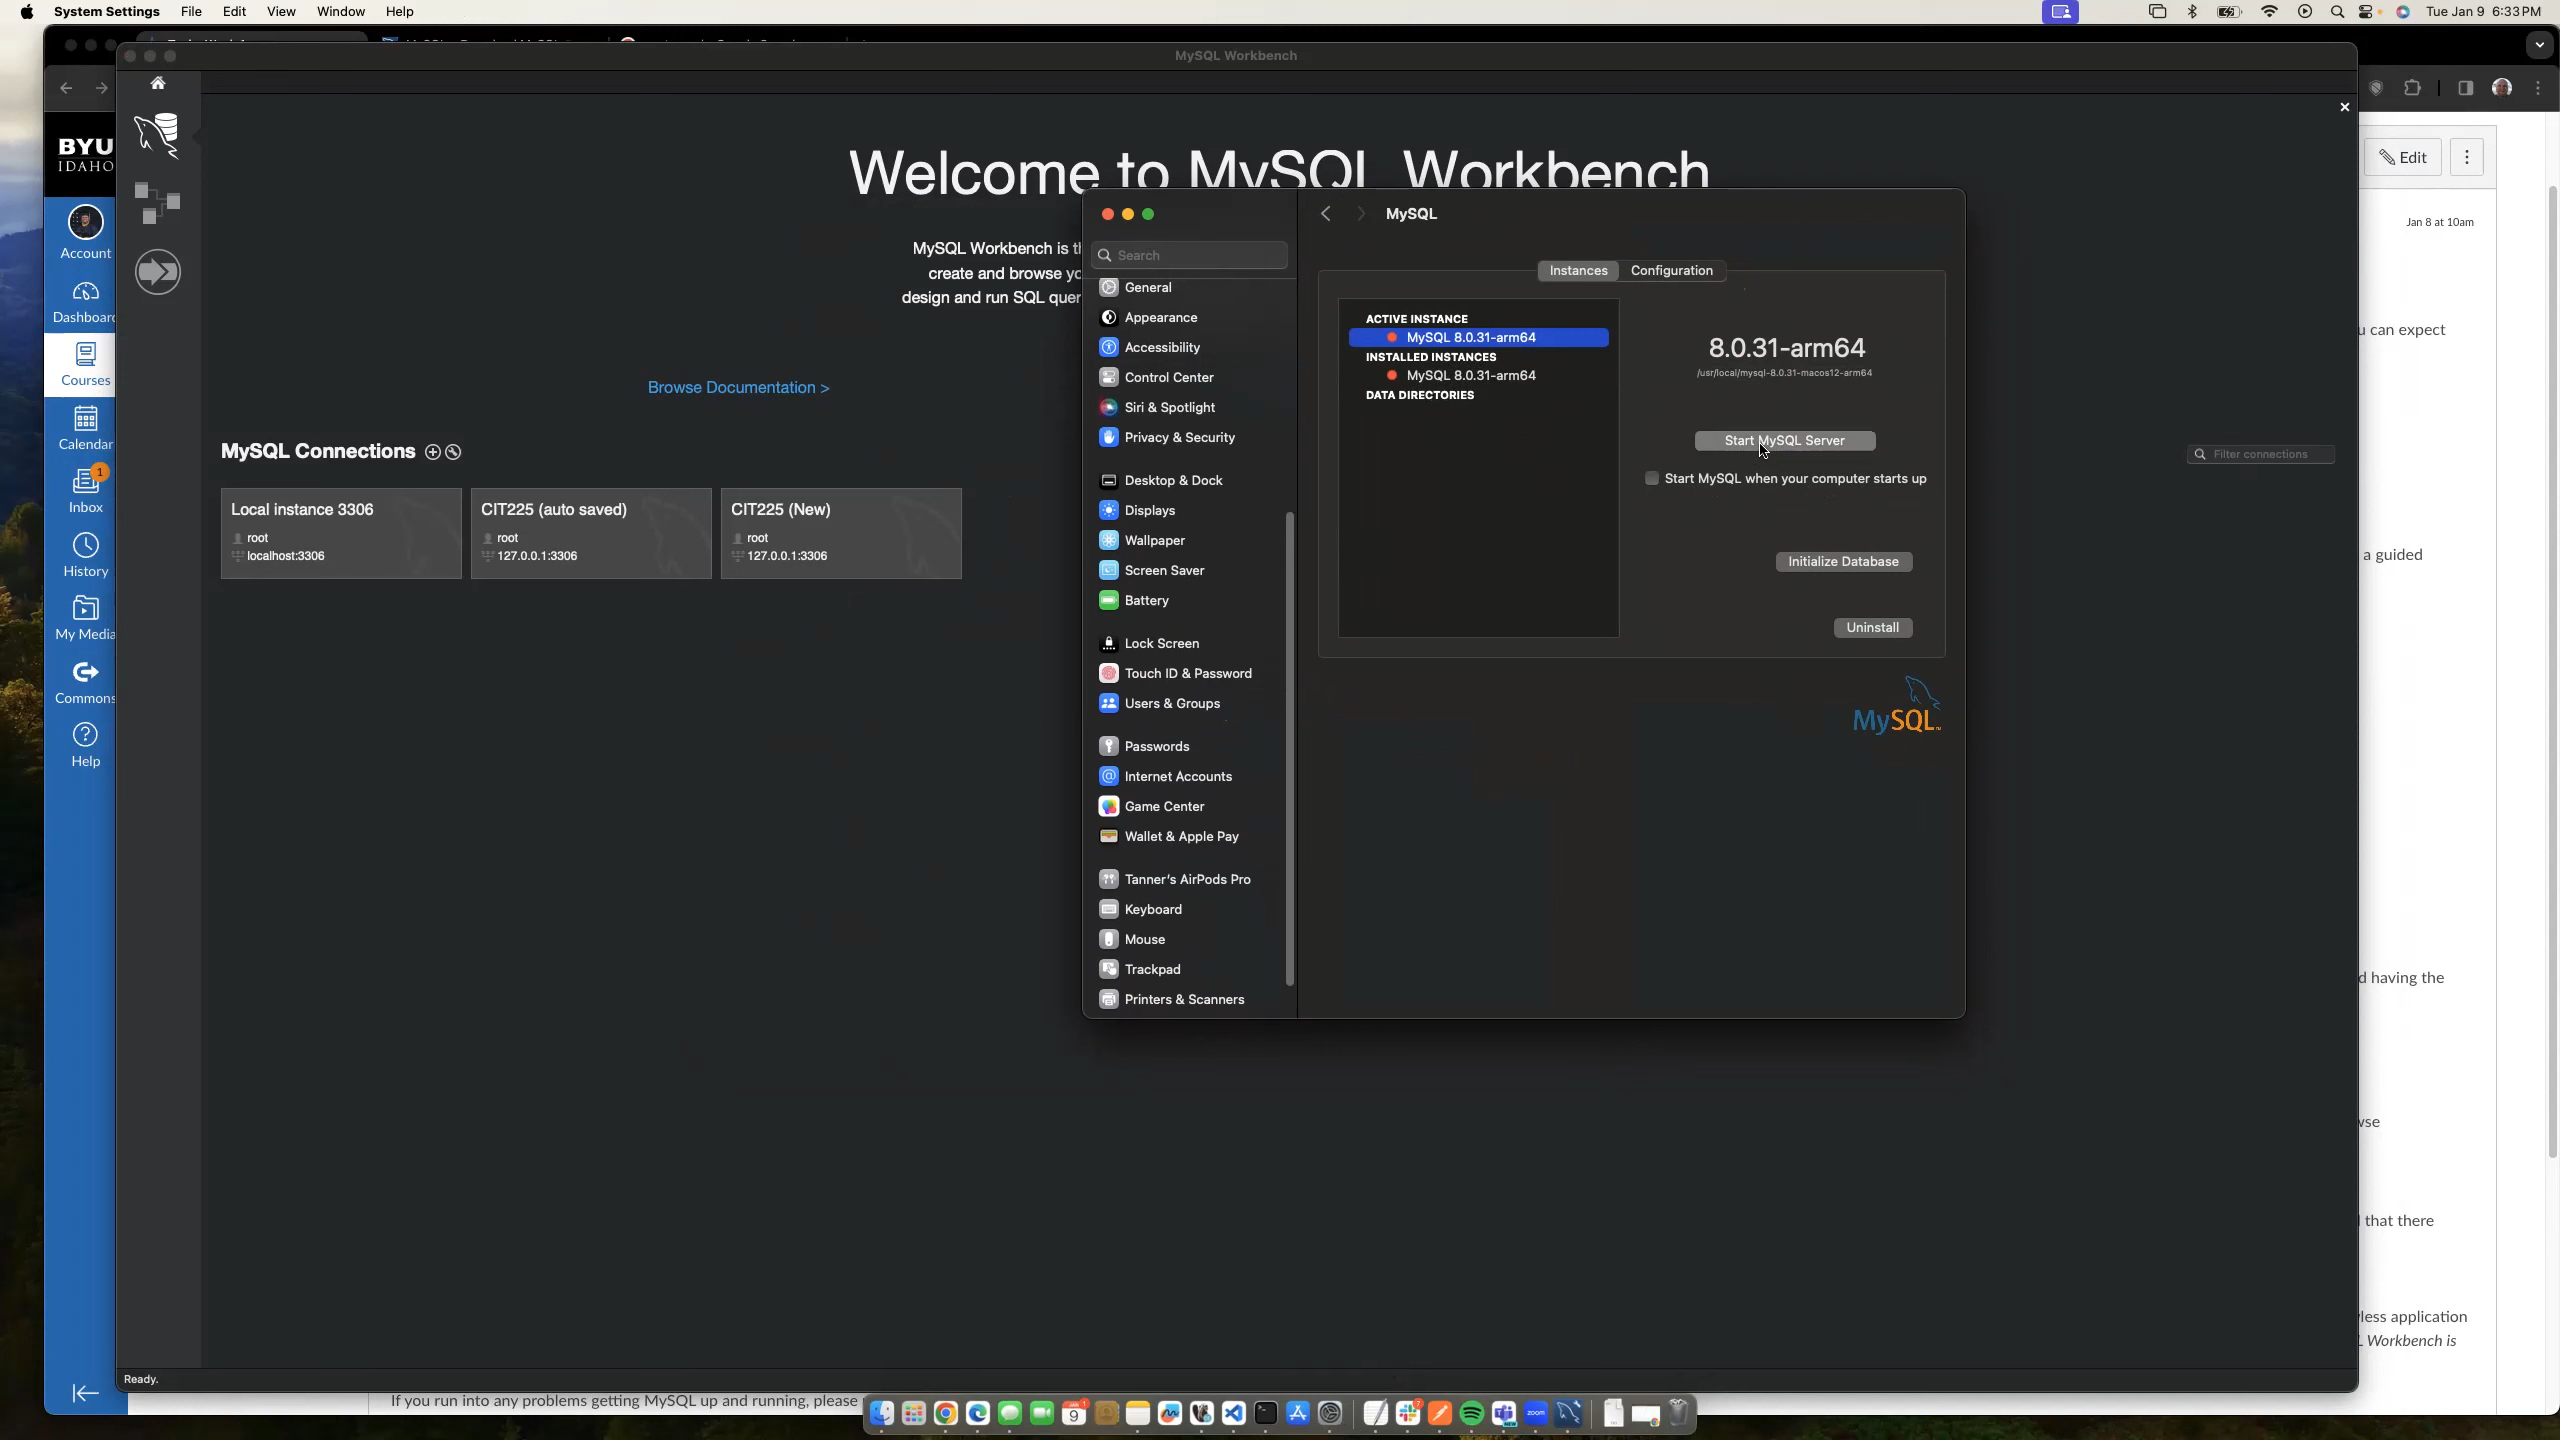 System Settings File Edit View Window Help
Tue Jan 9 6:33 PM
MySQL Workbench
BYU
IDAHO
Account
Dashboar
Courses
Calendar
1
Inbox
History
My Media
Commons
Help
Edit
Jan 8 at 10am
Welcome to MySQL Workbench
MySQL Workbench is t
create and browse yo
design and run SQL quer
Browse Documentation >
MySQL Connections
Filter connections
Local instance 3306
root
localhost:3306
CIT225 (auto saved)
root
127.0.0.1:3306
CIT225 (New)
root
127.0.0.1:3306
Search
General
Appearance
Accessibility
Control Center
Siri & Spotlight
Privacy & Security
Desktop & Dock
Displays
Wallpaper
Screen Saver
Battery
Lock Screen
Touch ID & Password
Users & Groups
Passwords
Internet Accounts
Game Center
Wallet & Apple Pay
Tanner's AirPods Pro
Keyboard
Mouse
Trackpad
Printers & Scanners
MySQL
Instances Configuration
ACTIVE INSTANCE
MySQL 8.0.31-arm64
INSTALLED INSTANCES
MySQL 8.0.31-arm64
DATA DIRECTORIES
8.0.31-arm64
/usr/local/mysql-8.0.31-macos12-arm64
Start MySQL Server
Start MySQL when your computer starts up
Initialize Database
Uninstall
MySQL
u can expect
a guided
d having the
wse
that there
less application
L Workbench is
Ready.
If you run into any problems getting MySQL up and running, please